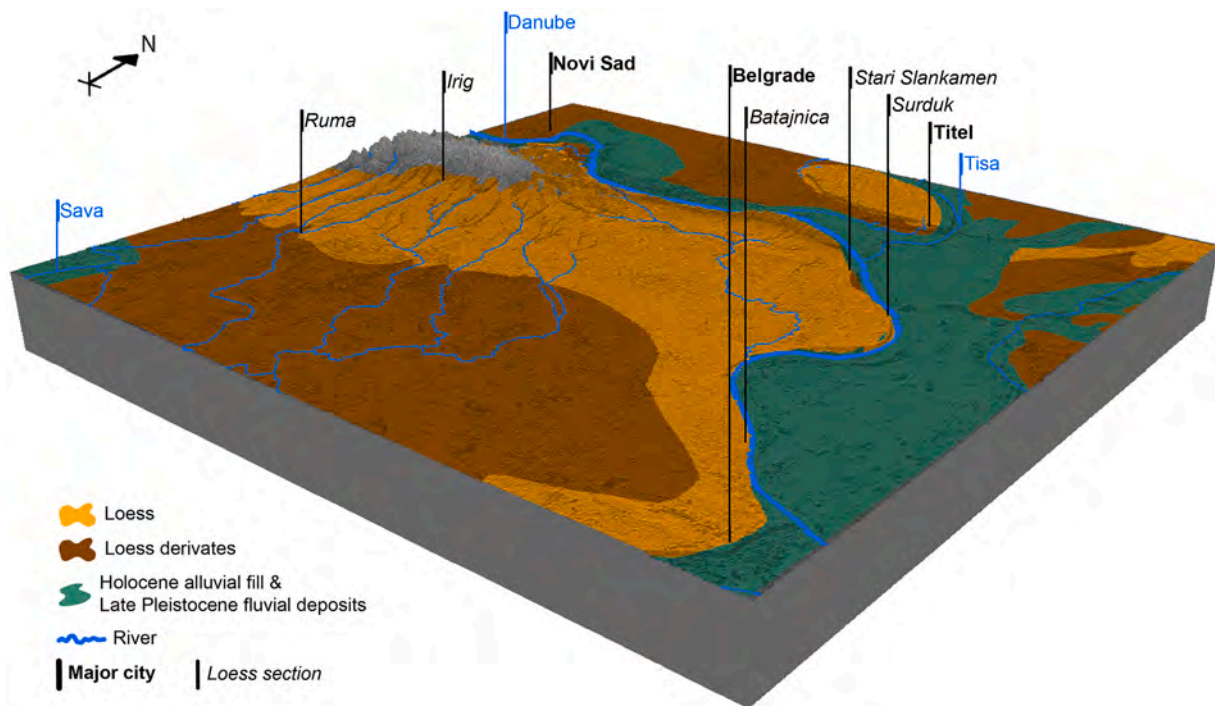 N
Danube
Novi Sad
Belgrade
Stari Slankamen
Irig
Batajnica
Surduk
Ruma
Titel
Tisa
Sava
Loess
Loess derivates
Holocene alluvial fill &
Late Pleistocene fluvial deposits
River
Major city
Loess section